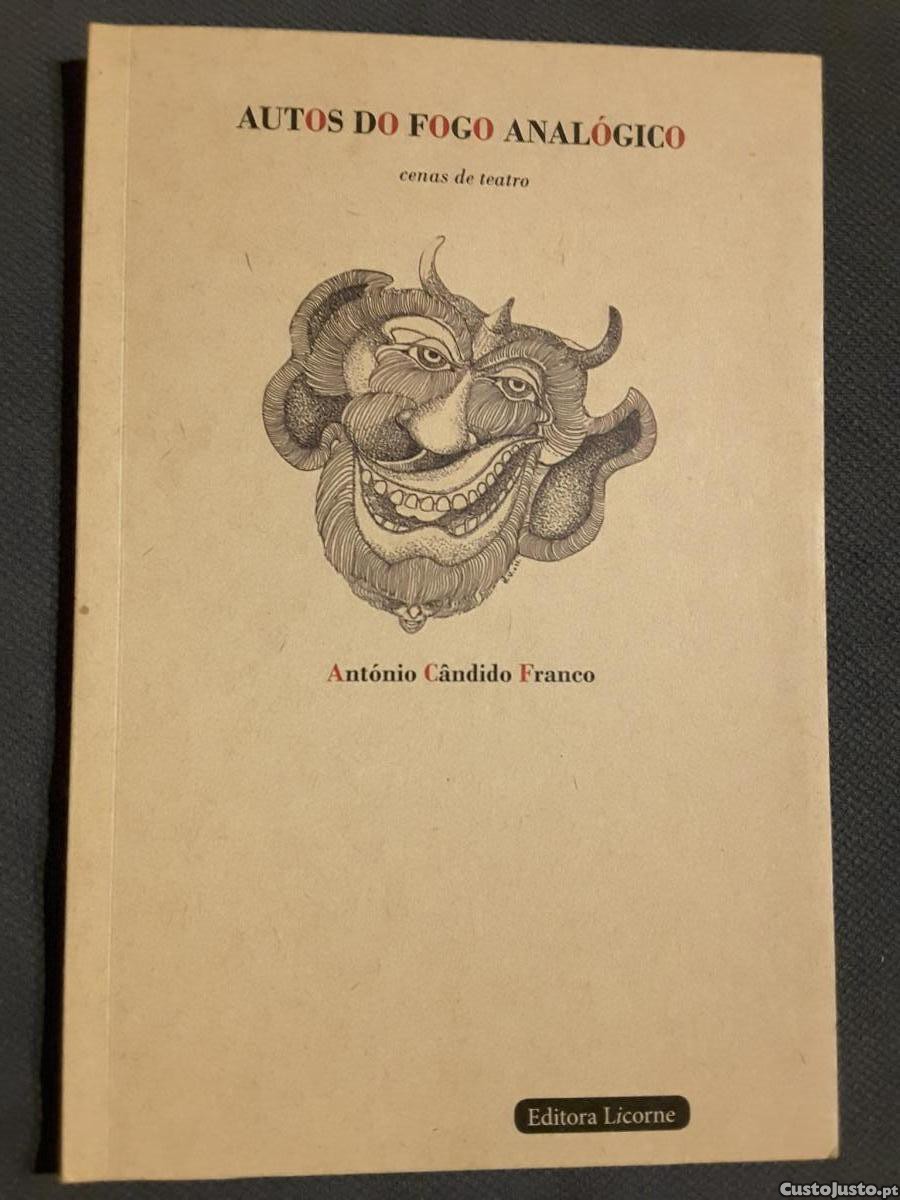 AUTOS DO FOGO ANALÓGICO
cenas de teatro
António Cândido Franco
Editora Licorne
CustoJusto.pt